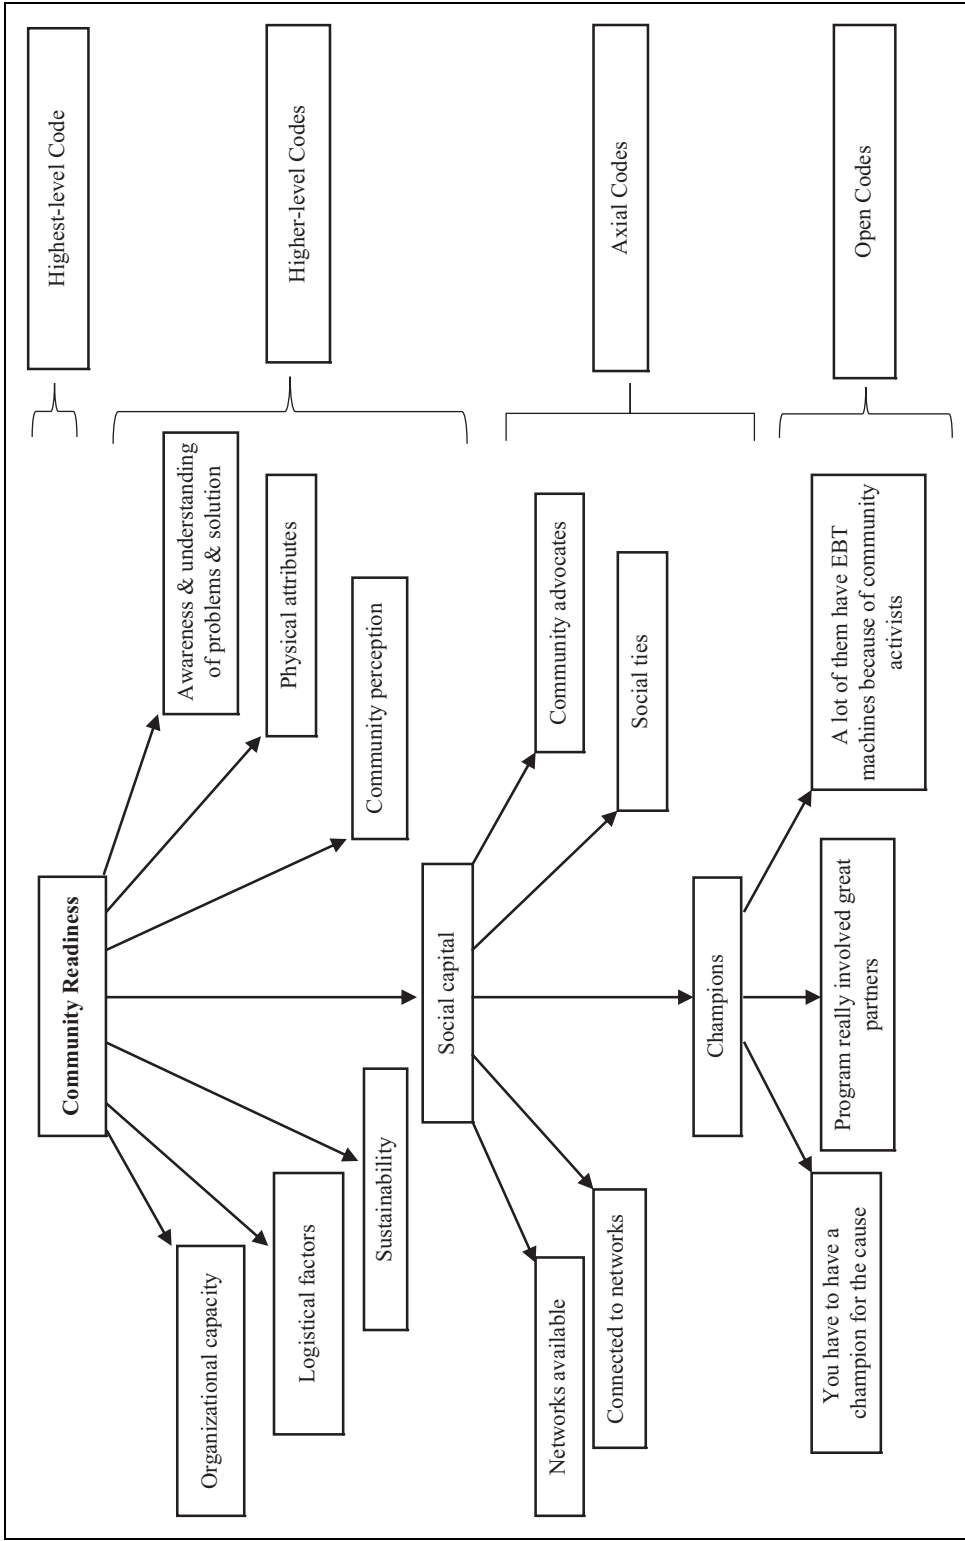 Community Readiness
Highest-level Code
Organizational capacity
Logistical factors
Sustainability
Social capital
Community perception
Physical attributes
Awareness & understanding
of problems & solution
Higher-level Codes
Networks available
Connected to networks
Champions
Social ties
Community advocates
Axial Codes
You have to have a
champion for the cause
Program really involved great
partners
A lot of them have EBT
machines because of community
activists
Open Codes